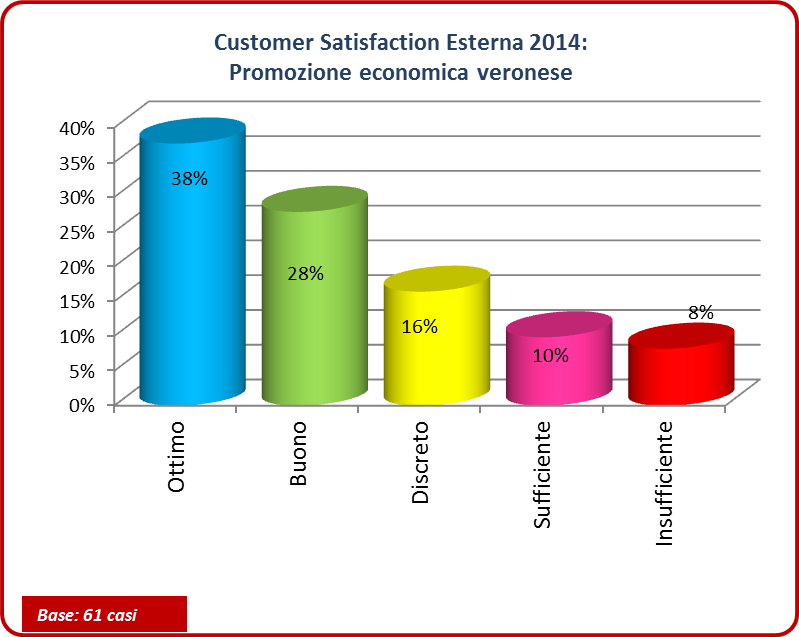 Customer Satisfaction Esterna 2014:
Promozione economica veronese
40%
35%
30%
25%
20%
15%
10%
5%
0%
38%
28%
16%
10%
8%
Ottimo
Buono
Discreto
Sufficiente
Insufficiente
Base: 61 casi